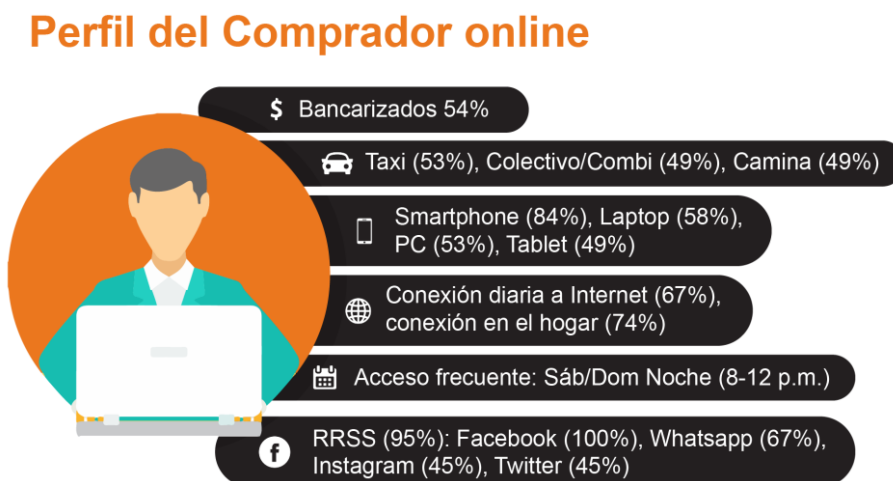 Perfil del Comprador online
$ Bancarizados 54%
Taxi (53%), Colectivo/Combi (49%), Camina (49%)
Smartphone (84%), Laptop (58%),
PC (53%), Tablet (49%)
Conexión diaria a Internet (67%),
conexión en el hogar (74%)
Acceso frecuente: Sáb/Dom Noche (8-12 p.m.)
f RRSS (95%): Facebook (100%), Whatsapp (67%),
Instagram (45%), Twitter (45%)